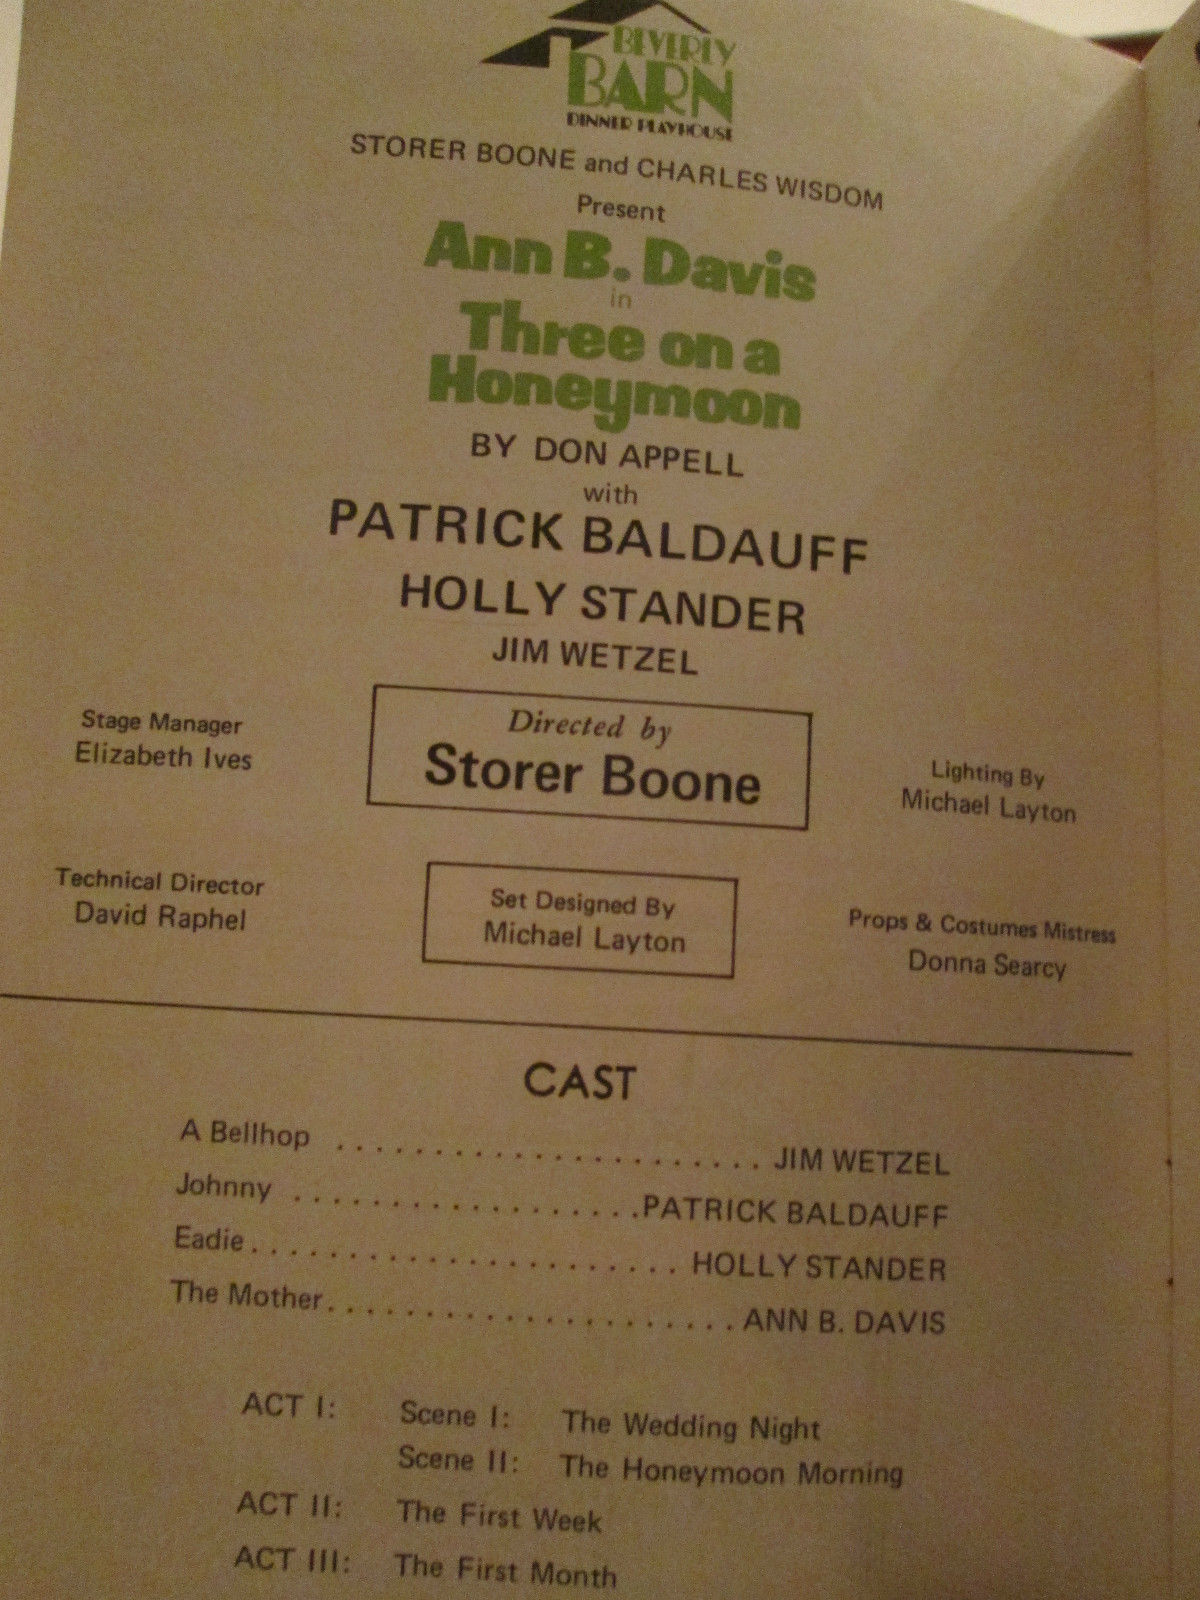 BEVERLY
BARN
DINNER PLAYHOUSE
STORER BOONE and CHARLES WISDOM
Present
Ann B. Davis
in
Three on a
Honeymoon
BY DON APPELL
with
PATRICK BALDAUFF
HOLLY STANDER
JIM WETZEL
Stage Manager
Elizabeth Ives
Directed by
Storer Boone
Lighting By
Michael Layton
Technical Director
David Raphel
Set Designed By
Michael Layton
Props & Costumes Mistress
Donna Searcy
CAST
A Bellhop ...................... JIM WETZEL
Johnny ..................PATRICK BALDAUFF
Eadie....................... HOLLY STANDER
The Mother.....................ANN B. DAVIS
ACT I: Scene I: The Wedding Night
Scene II: The Honeymoon Morning
ACT II: The First Week
ACT III: The First Month